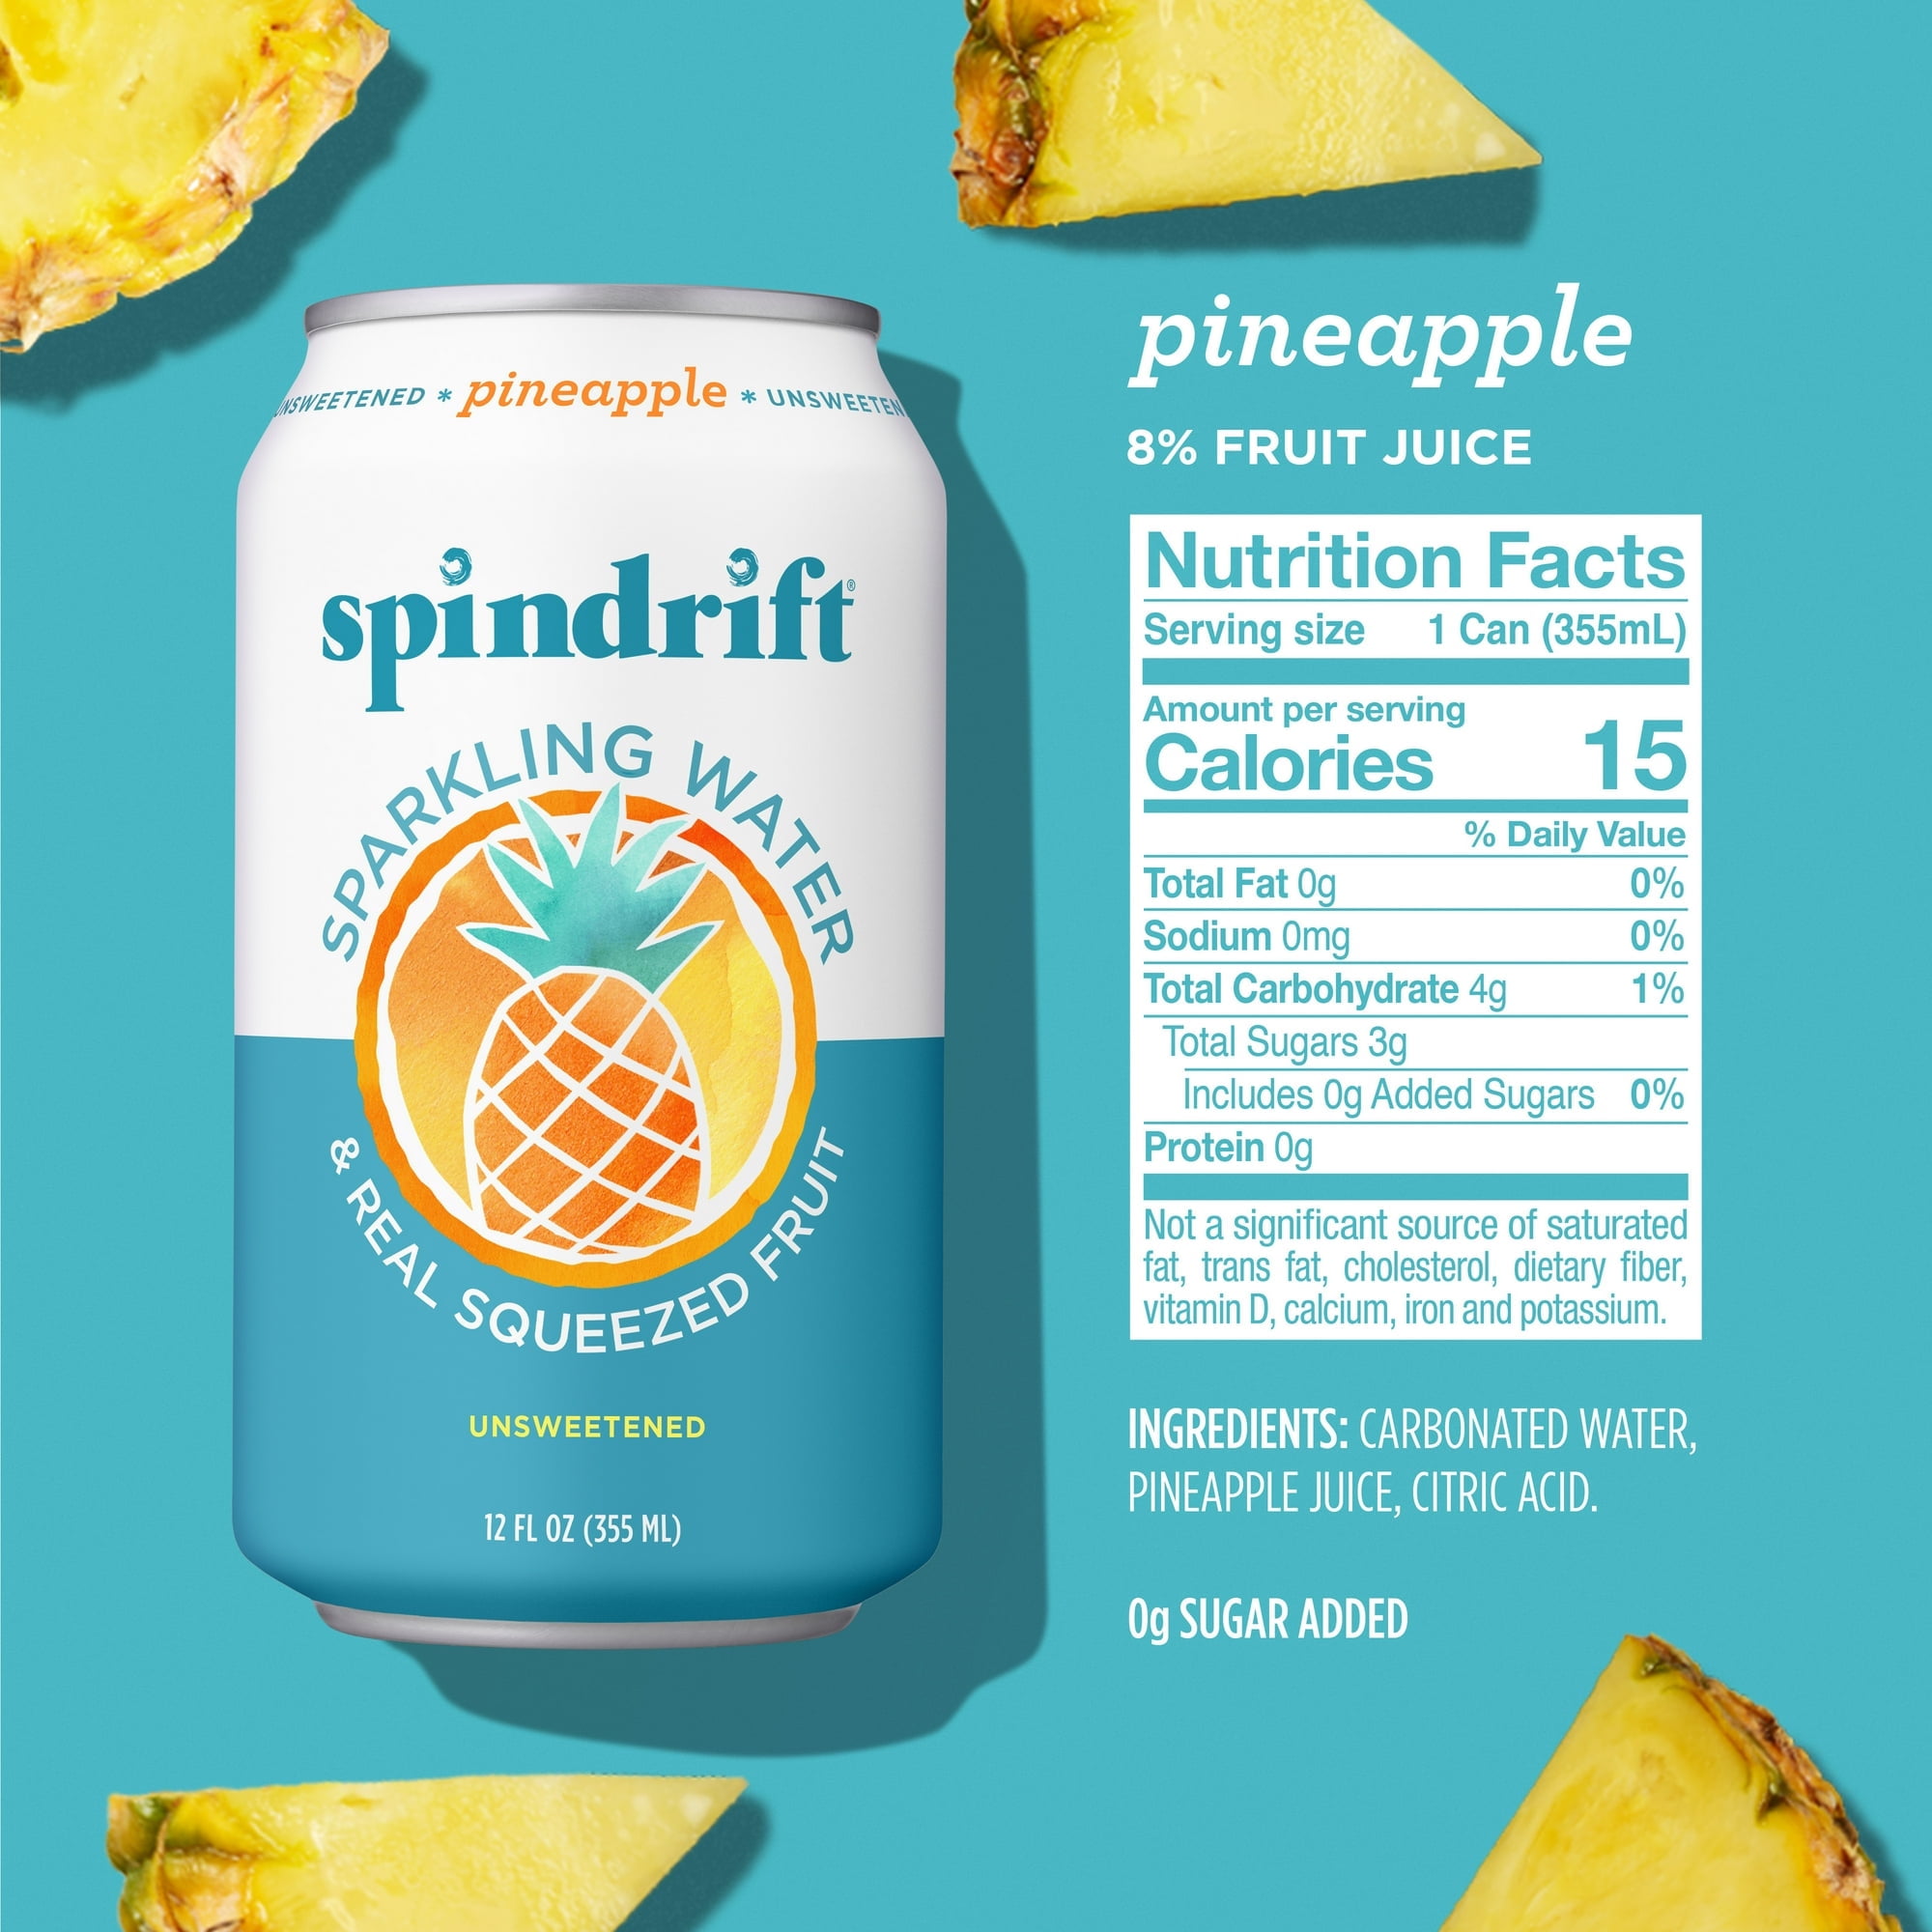 UNSWEETENED * pineapple * UNSWEETEN
spindrift®
SPARKLING WATER
& REAL SQUEEZED FRUIT
UNSWEETENED
12 FL OZ (355 ML)
pineapple
8% FRUIT JUICE
Nutrition Facts
Serving size 1 Can (355mL)
Amount per serving
Calories 15
% Daily Value
Total Fat 0g 0%
Sodium 0mg 0%
Total Carbohydrate 4g 1%
Total Sugars 3g
Includes 0g Added Sugars 0%
Protein 0g
Not a significant source of saturated
fat, trans fat, cholesterol, dietary fiber,
vitamin D, calcium, iron and potassium.
INGREDIENTS: CARBONATED WATER,
PINEAPPLE JUICE, CITRIC ACID.
0g SUGAR ADDED